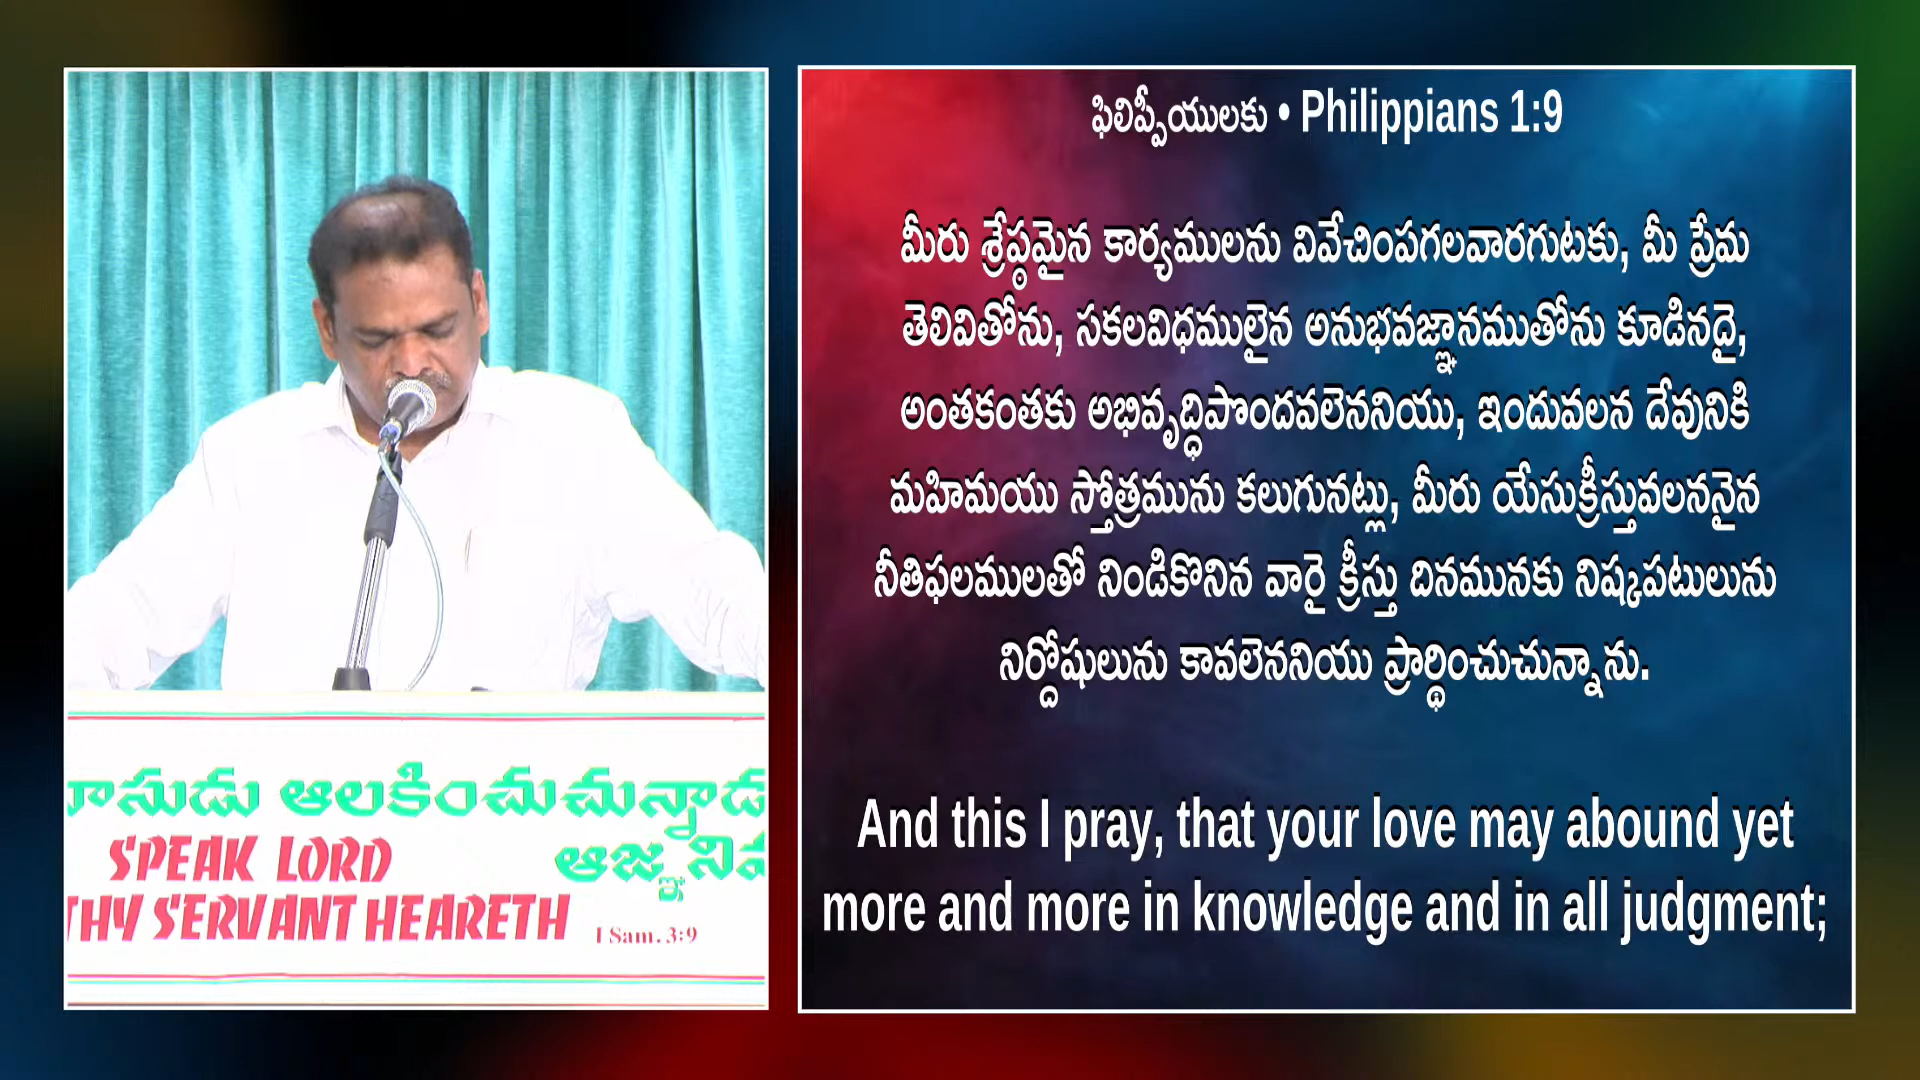 ఫిలిప్పీయులకు • Philippians 1:9
మీరు శ్రేష్ఠమైన కార్యములను వివేచింపగలవారగుటకు, మీ ప్రేమ
తెలివితోను, సకలవిధములైన అనుభవజ్ఞానముతోను కూడినదై,
అంతకంతకు అభివృద్ధిపొందవలెననియు, ఇందువలన దేవునికి
మహిమయు స్తోత్రమును కలుగునట్లు, మీరు యేసుక్రీస్తువలననైన
నీతిఫలములతో నిండికొనిన వారై క్రీస్తు దినమునకు నిష్కపటులును
నిర్దోషులును కావలెననియు ప్రార్థించుచున్నాను.
And this I pray, that your love may abound yet
more and more in knowledge and in all judgment;
SPEAK LORD
THY SERVANT HEARETH
I Sam. 3:9